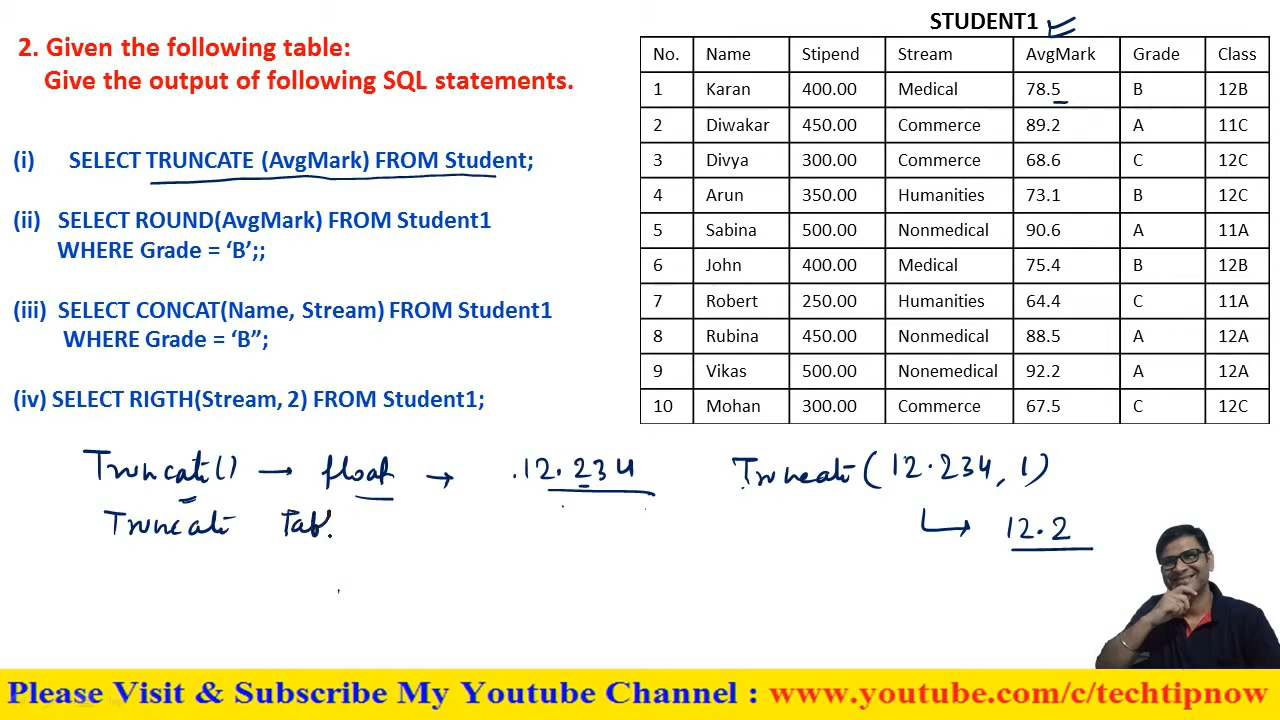 2. Given the following table:
Give the output of following SQL statements.
(i) SELECT TRUNCATE (AvgMark) FROM Student;
(ii) SELECT ROUND(AvgMark) FROM Student1
WHERE Grade = ‘B’;;
(iii) SELECT CONCAT(Name, Stream) FROM Student1
WHERE Grade = ‘B”;
(iv) SELECT RIGTH(Stream, 2) FROM Student1;
STUDENT1
No. Name Stipend Stream AvgMark Grade Class
1 Karan 400.00 Medical 78.5 B 12B
2 Diwakar 450.00 Commerce 89.2 A 11C
3 Divya 300.00 Commerce 68.6 C 12C
4 Arun 350.00 Humanities 73.1 B 12C
5 Sabina 500.00 Nonmedical 90.6 A 11A
6 John 400.00 Medical 75.4 B 12B
7 Robert 250.00 Humanities 64.4 C 11A
8 Rubina 450.00 Nonmedical 88.5 A 12A
9 Vikas 500.00 Nonemedical 92.2 A 12A
10 Mohan 300.00 Commerce 67.5 C 12C
Truncate() → float → .12.234 Truncate (12.234, 1)
Truncate Tab. → 12.2
Please Visit & Subscribe My Youtube Channel : www.youtube.com/c/techtipnow